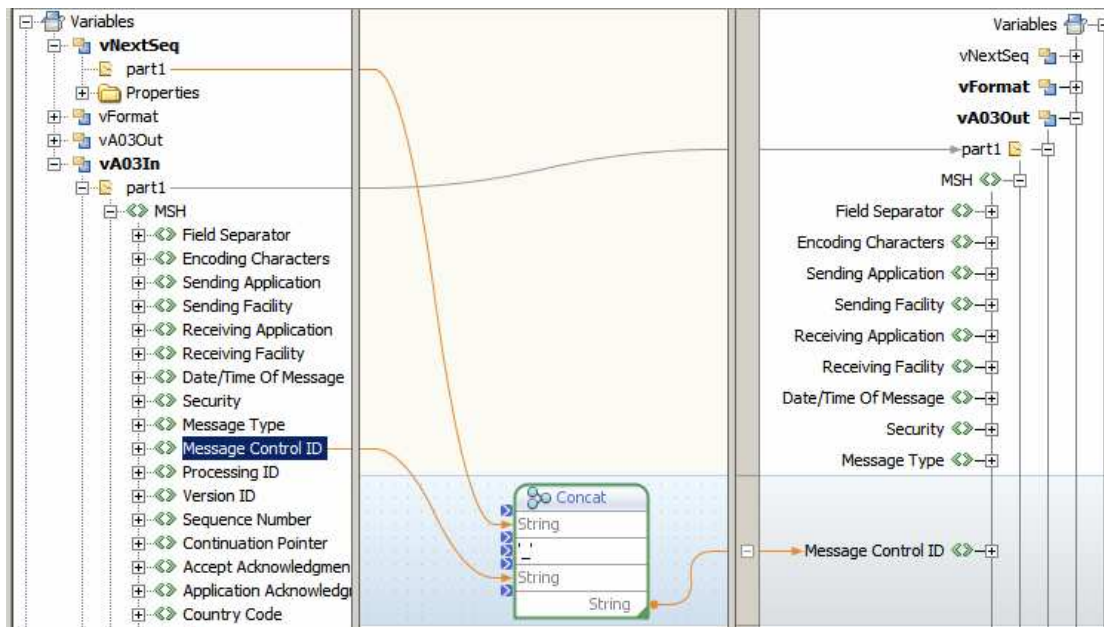 Variables
vNextSeq
part1
Properties
vFormat
vA03Out
vA03In
part1
MSH
Field Separator
Encoding Characters
Sending Application
Sending Facility
Receiving Application
Receiving Facility
Date/Time Of Message
Security
Message Type
Message Control ID
Processing ID
Version ID
Sequence Number
Continuation Pointer
Accept Acknowledgmen
Application Acknowledg
Country Code
Concat
String
'_'
String
String
Variables
vNextSeq
vFormat
vA03Out
part1
MSH
Field Separator
Encoding Characters
Sending Application
Sending Facility
Receiving Application
Receiving Facility
Date/Time Of Message
Security
Message Type
Message Control ID